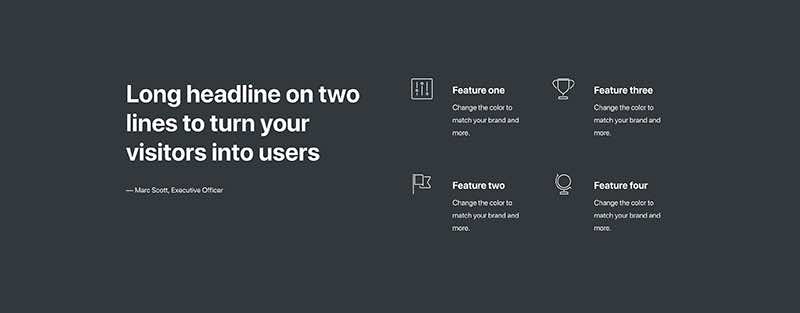 Long headline on two
lines to turn your
visitors into users
— Marc Scott, Executive Officer
Feature one
Change the color to
match your brand and
more.
Feature three
Change the color to
match your brand and
more.
Feature two
Change the color to
match your brand and
more.
Feature four
Change the color to
match your brand and
more.